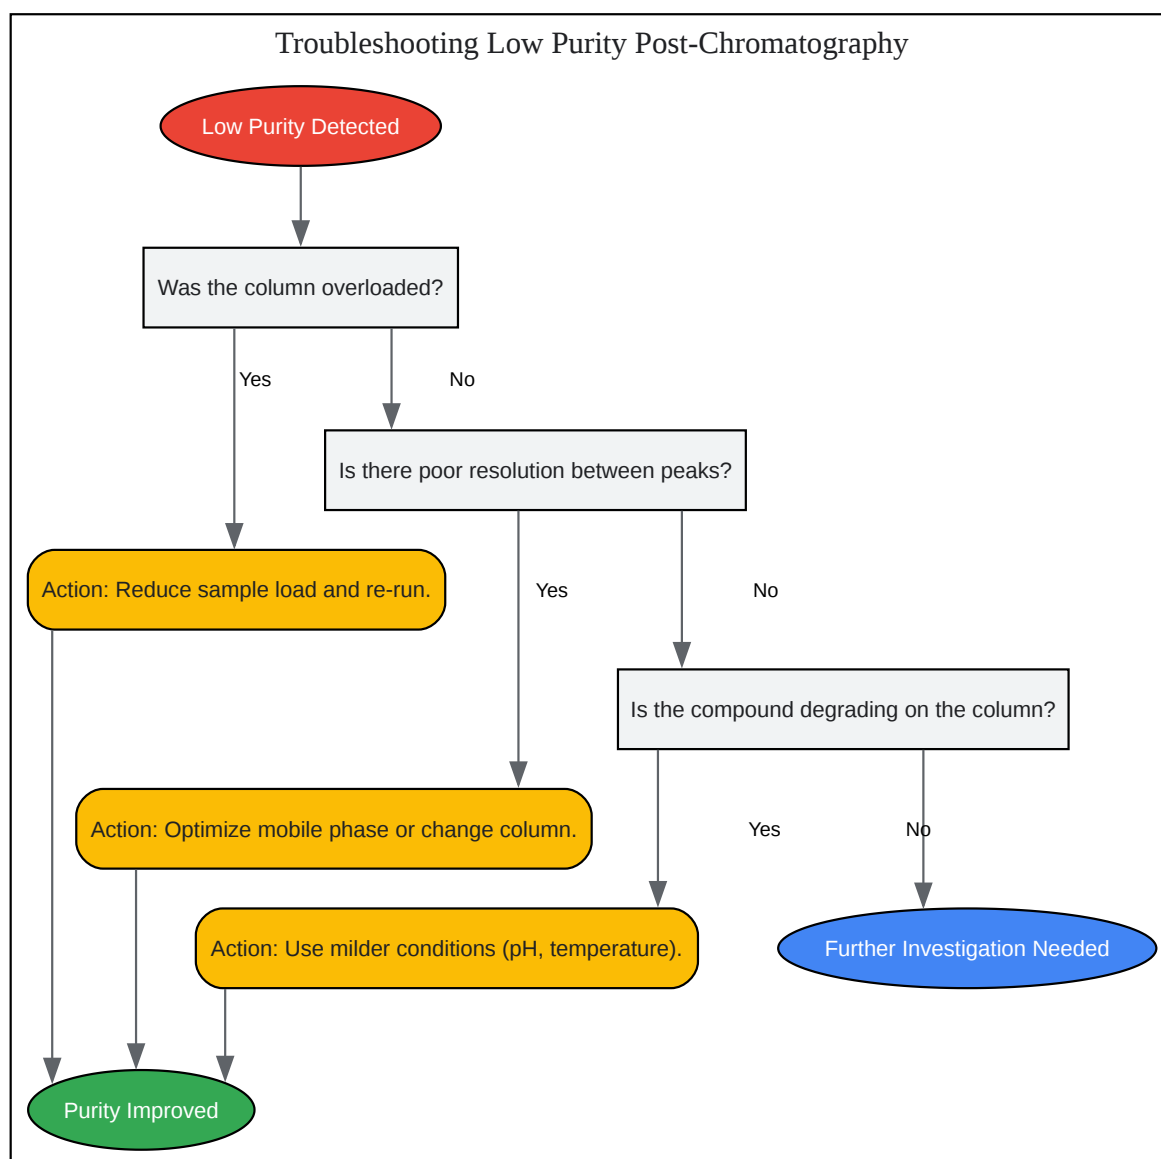 Troubleshooting Low Purity Post-Chromatography
Low Purity Detected
Was the column overloaded?
Yes
No
Is there poor resolution between peaks?
Action: Reduce sample load and re-run.
Yes
No
Is the compound degrading on the column?
Action: Optimize mobile phase or change column.
Yes
No
Action: Use milder conditions (pH, temperature).
Further Investigation Needed
Purity Improved